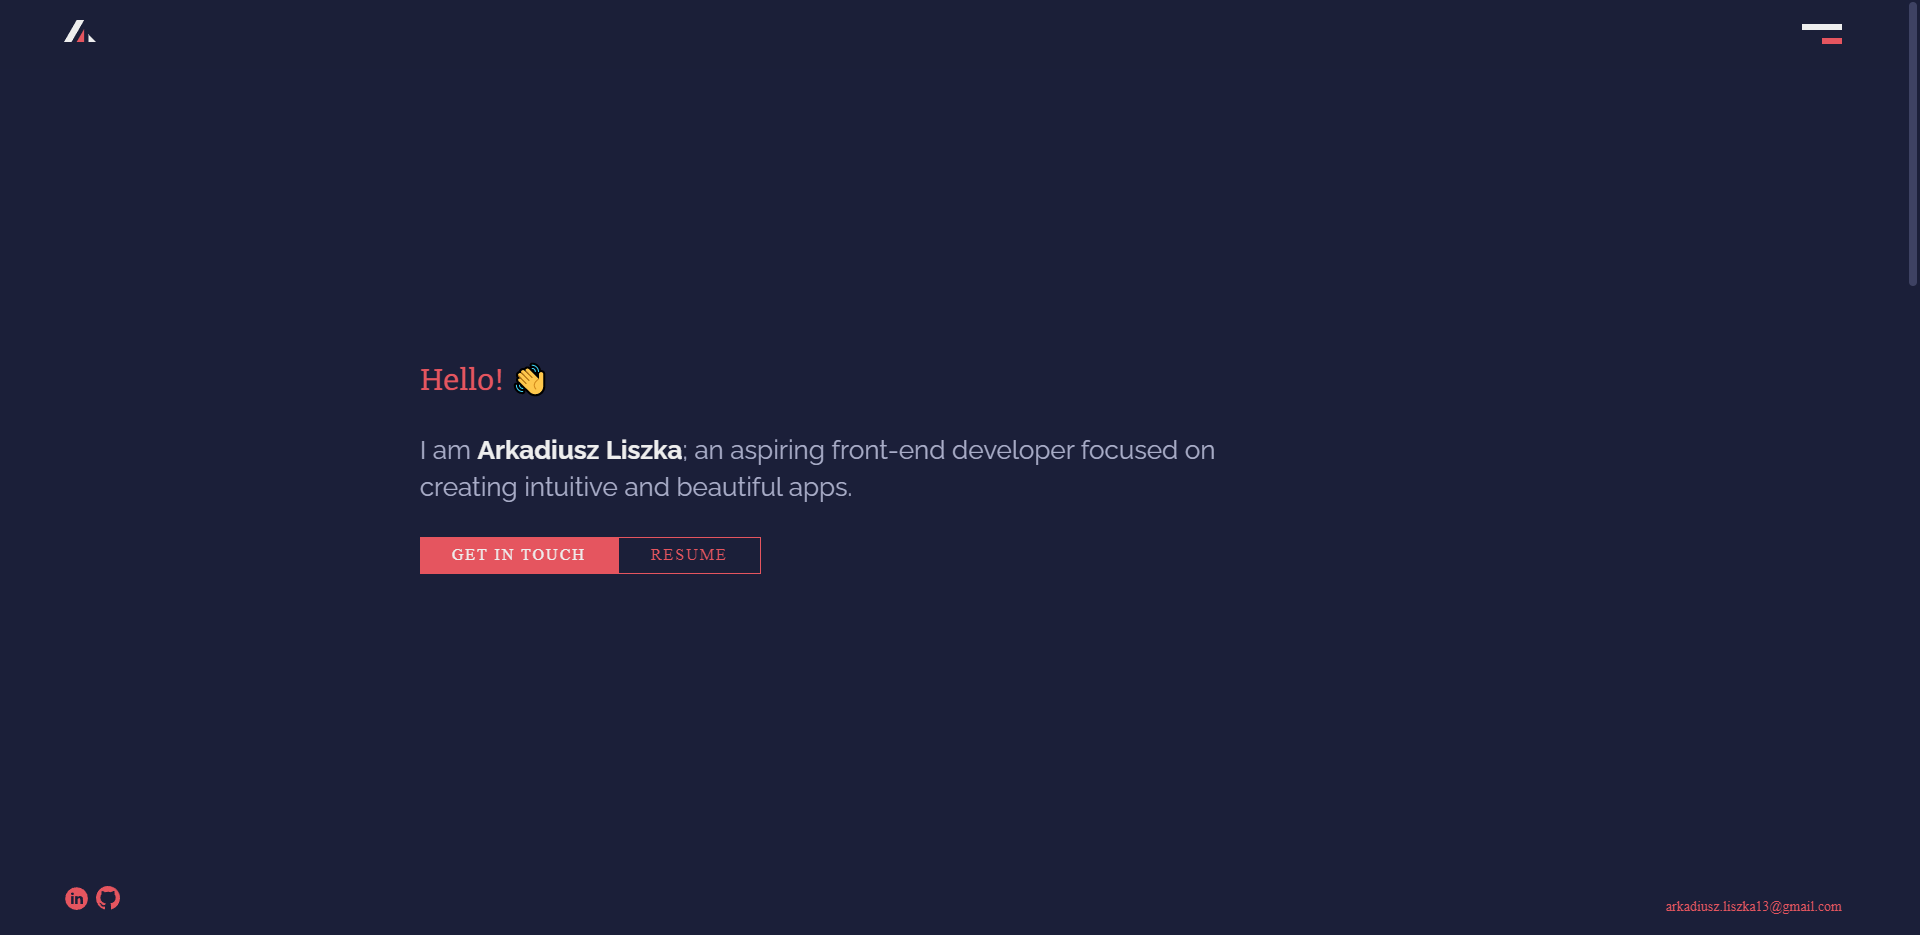 Hello! 👋
I am Arkadiusz Liszka; an aspiring front-end developer focused on
creating intuitive and beautiful apps.
GET IN TOUCH
RESUME
in
arkadiusz.liszka13@gmail.com